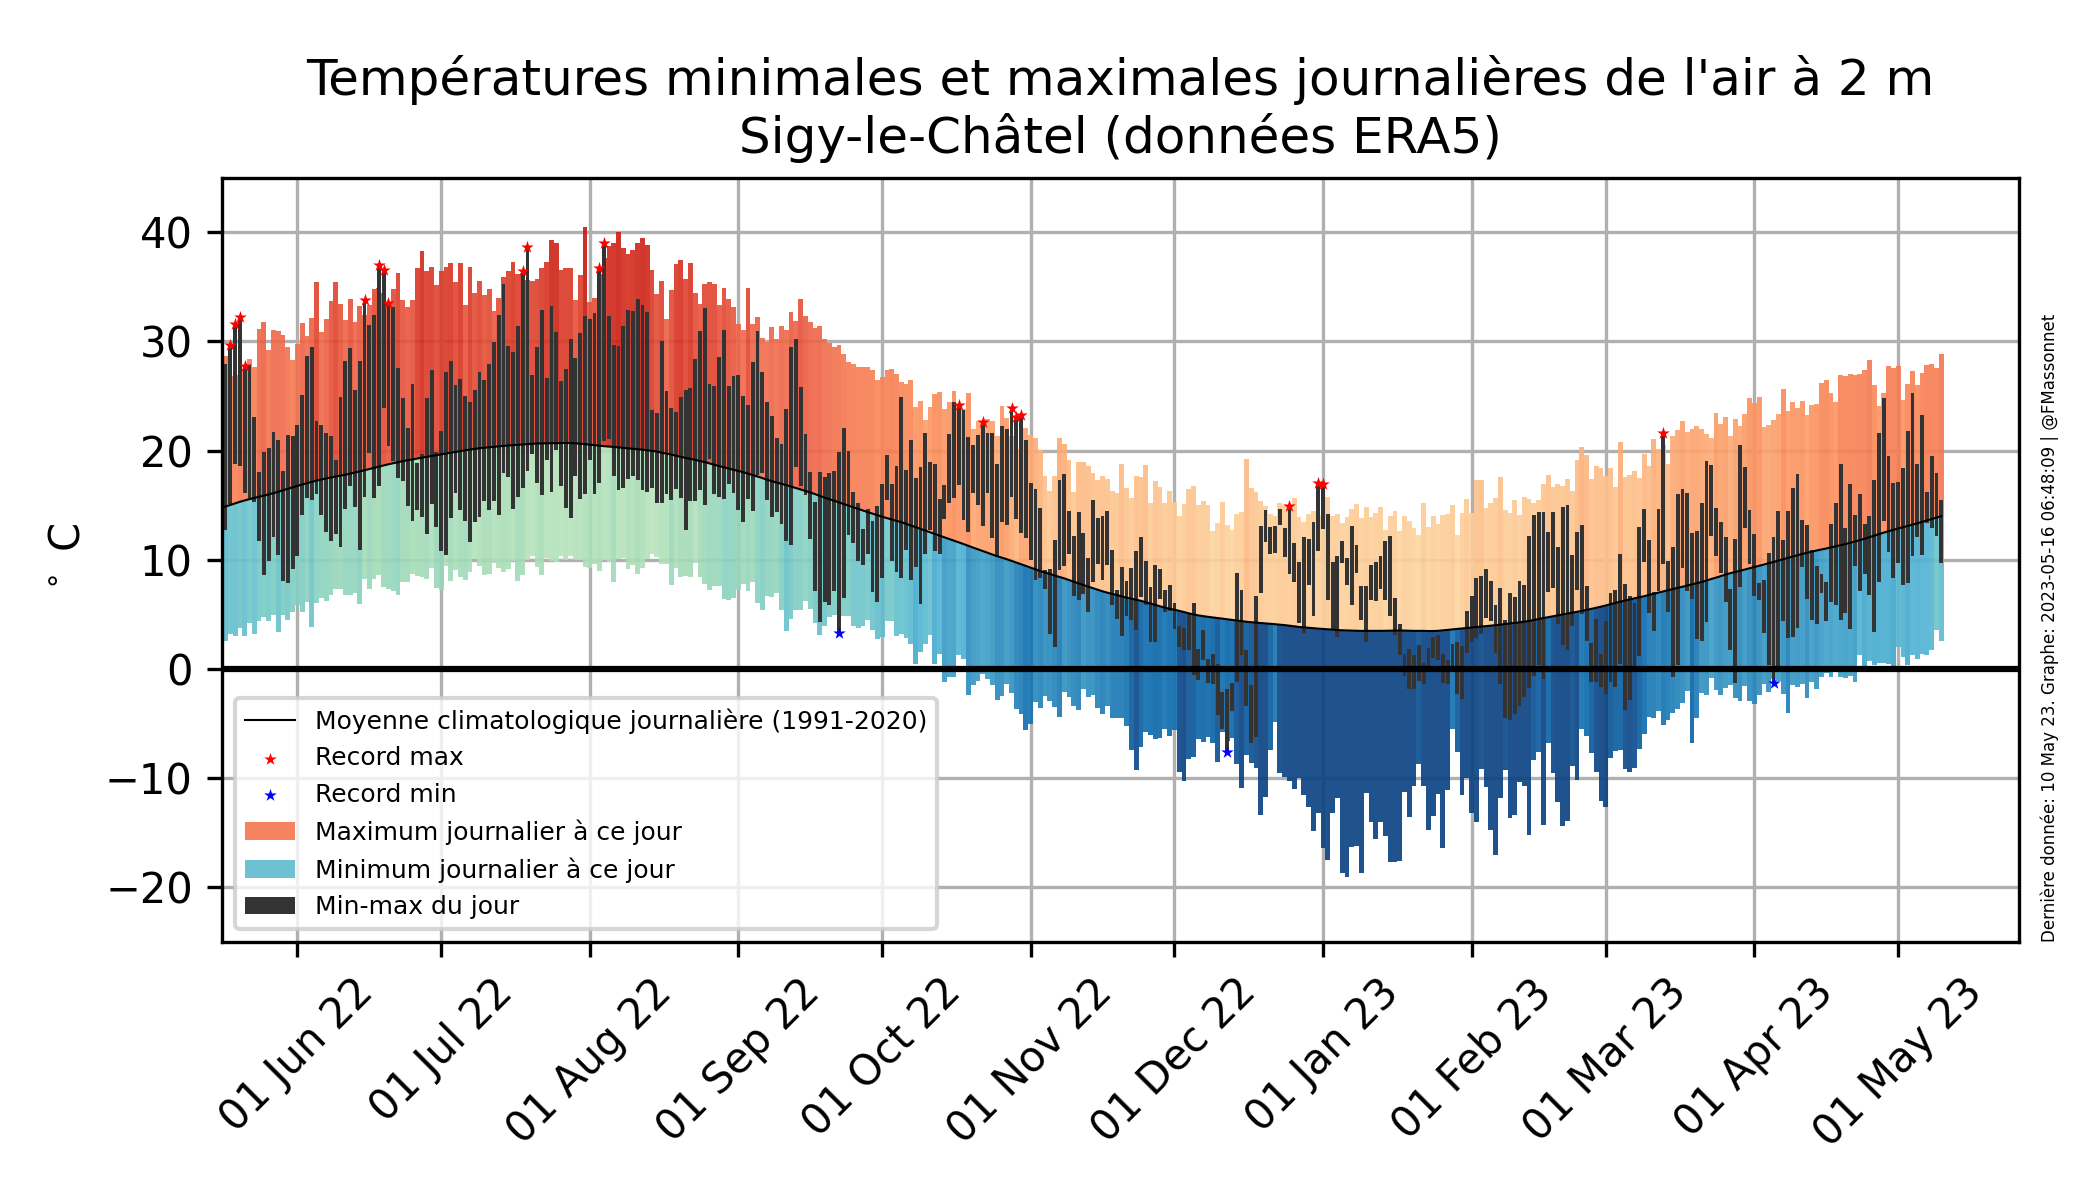 Températures minimales et maximales journalières de l'air à 2 m
Sigy-le-Châtel (données ERA5)
° C
40
30
20
10
0
−10
−20
Moyenne climatologique journalière (1991-2020)
Record max
Record min
Maximum journalier à ce jour
Minimum journalier à ce jour
Min-max du jour
01 Jun 22
01 Jul 22
01 Aug 22
01 Sep 22
01 Oct 22
01 Nov 22
01 Dec 22
01 Jan 23
01 Feb 23
01 Mar 23
01 Apr 23
01 May 23
Dernière donnée: 10 May 23. Graphe: 2023-05-16 06:48:09 | @FMassonnet